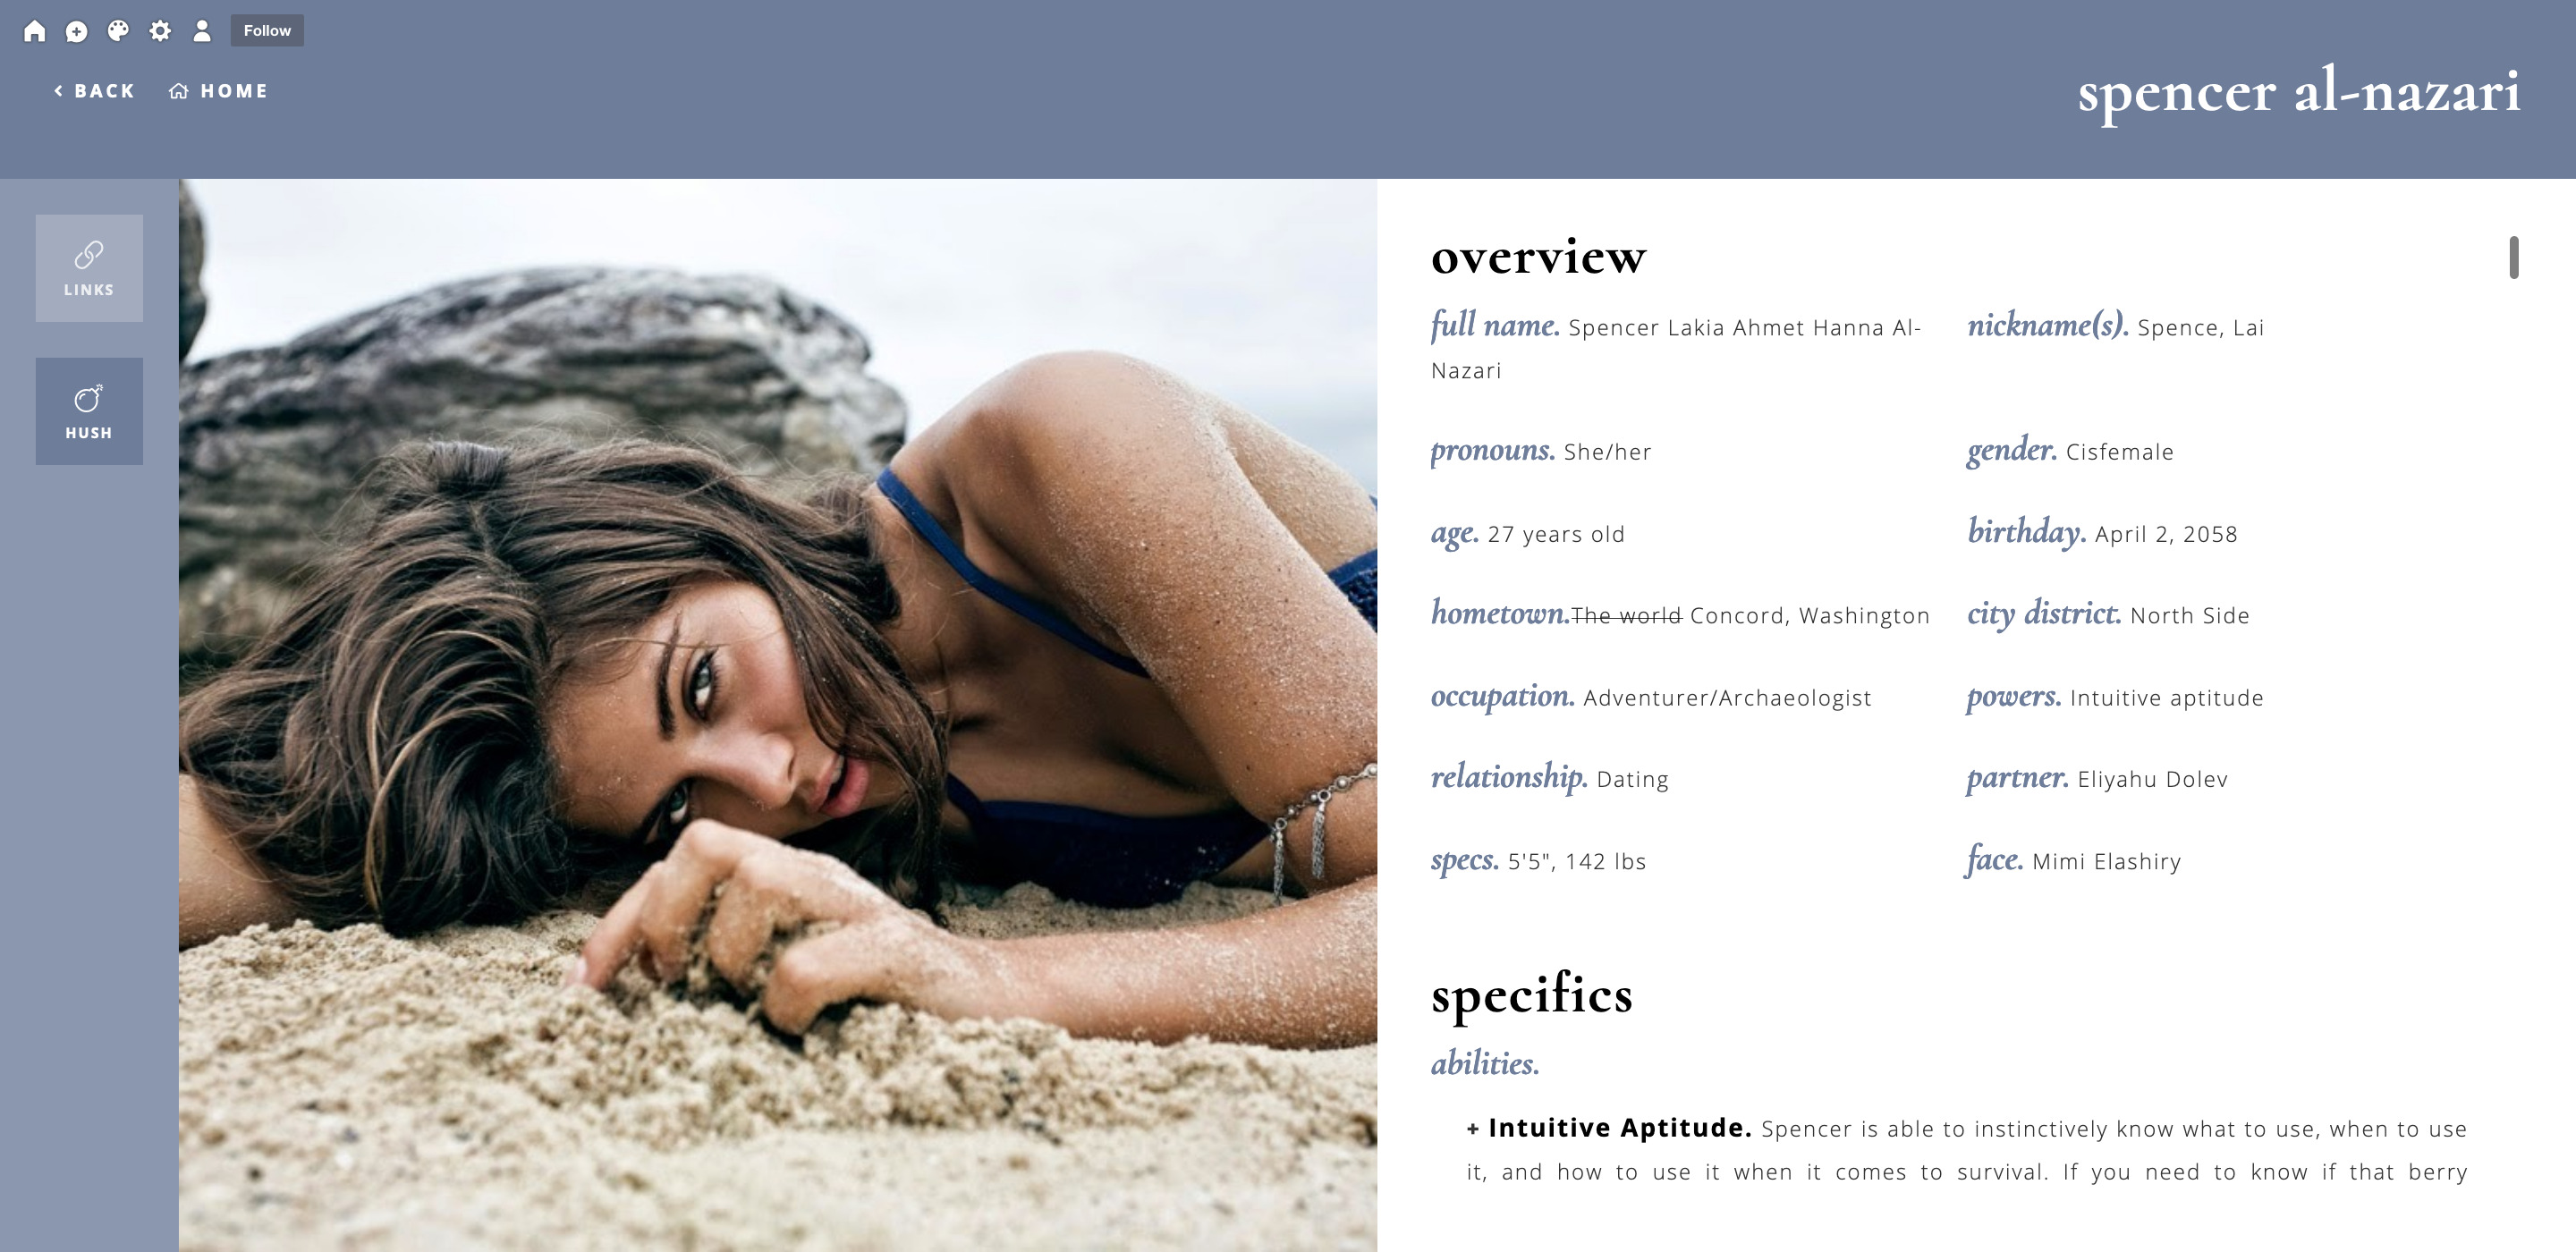 Follow
BACK HOME
spencer al-nazari
LINKS
HUSH
overview
full name. Spencer Lakia Ahmet Hanna Al-
Nazari
nickname(s). Spence, Lai
pronouns. She/her
gender. Cisfemale
age. 27 years old
birthday. April 2, 2058
hometown.The world Concord, Washington
city district. North Side
occupation. Adventurer/Archaeologist
powers. Intuitive aptitude
relationship. Dating
partner. Eliyahu Dolev
specs. 5'5", 142 lbs
face. Mimi Elashiry
specifics
abilities.
+ Intuitive Aptitude. Spencer is able to instinctively know what to use, when to use
it, and how to use it when it comes to survival. If you need to know if that berry